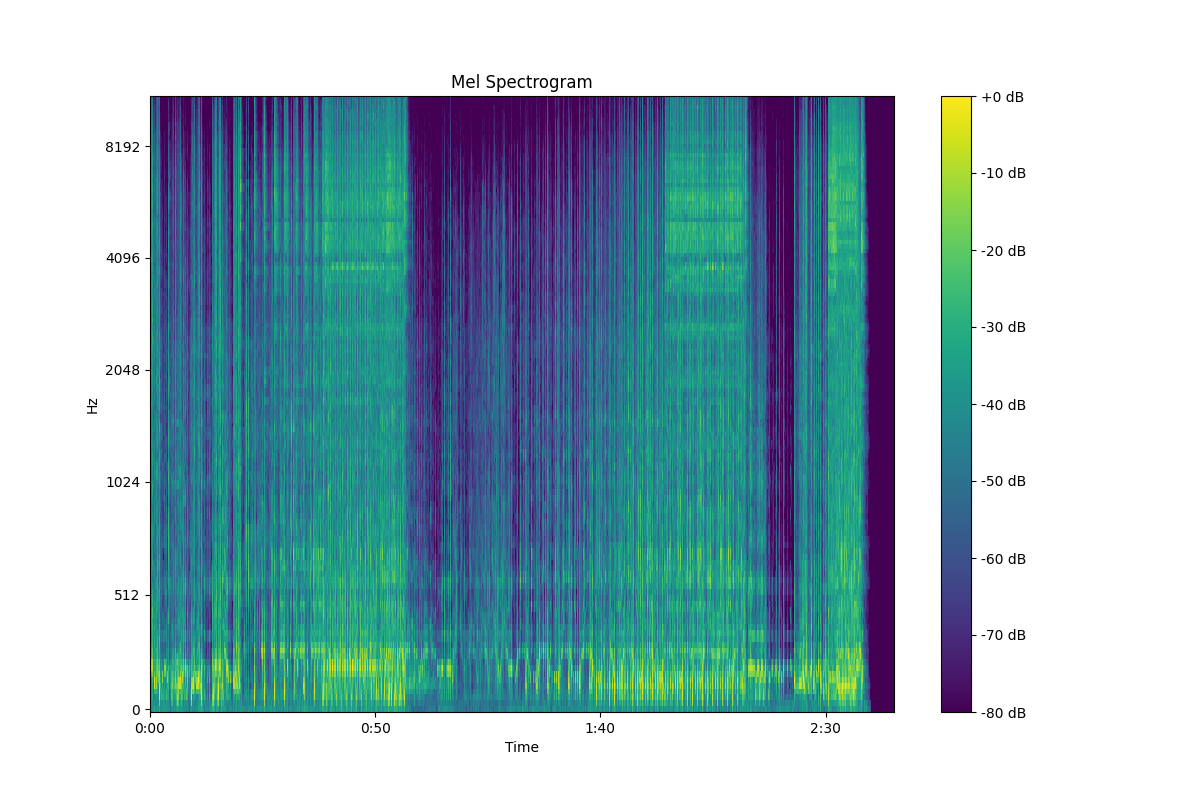 Mel Spectrogram
+0 dB
8192
-10 dB
-20 dB
4096
-30 dB
2048
-40 dB
Hz
1024
-50 dB
-60 dB
512
-70 dB
0
-80 dB
0:00
0:50
1:40
2:30
Time